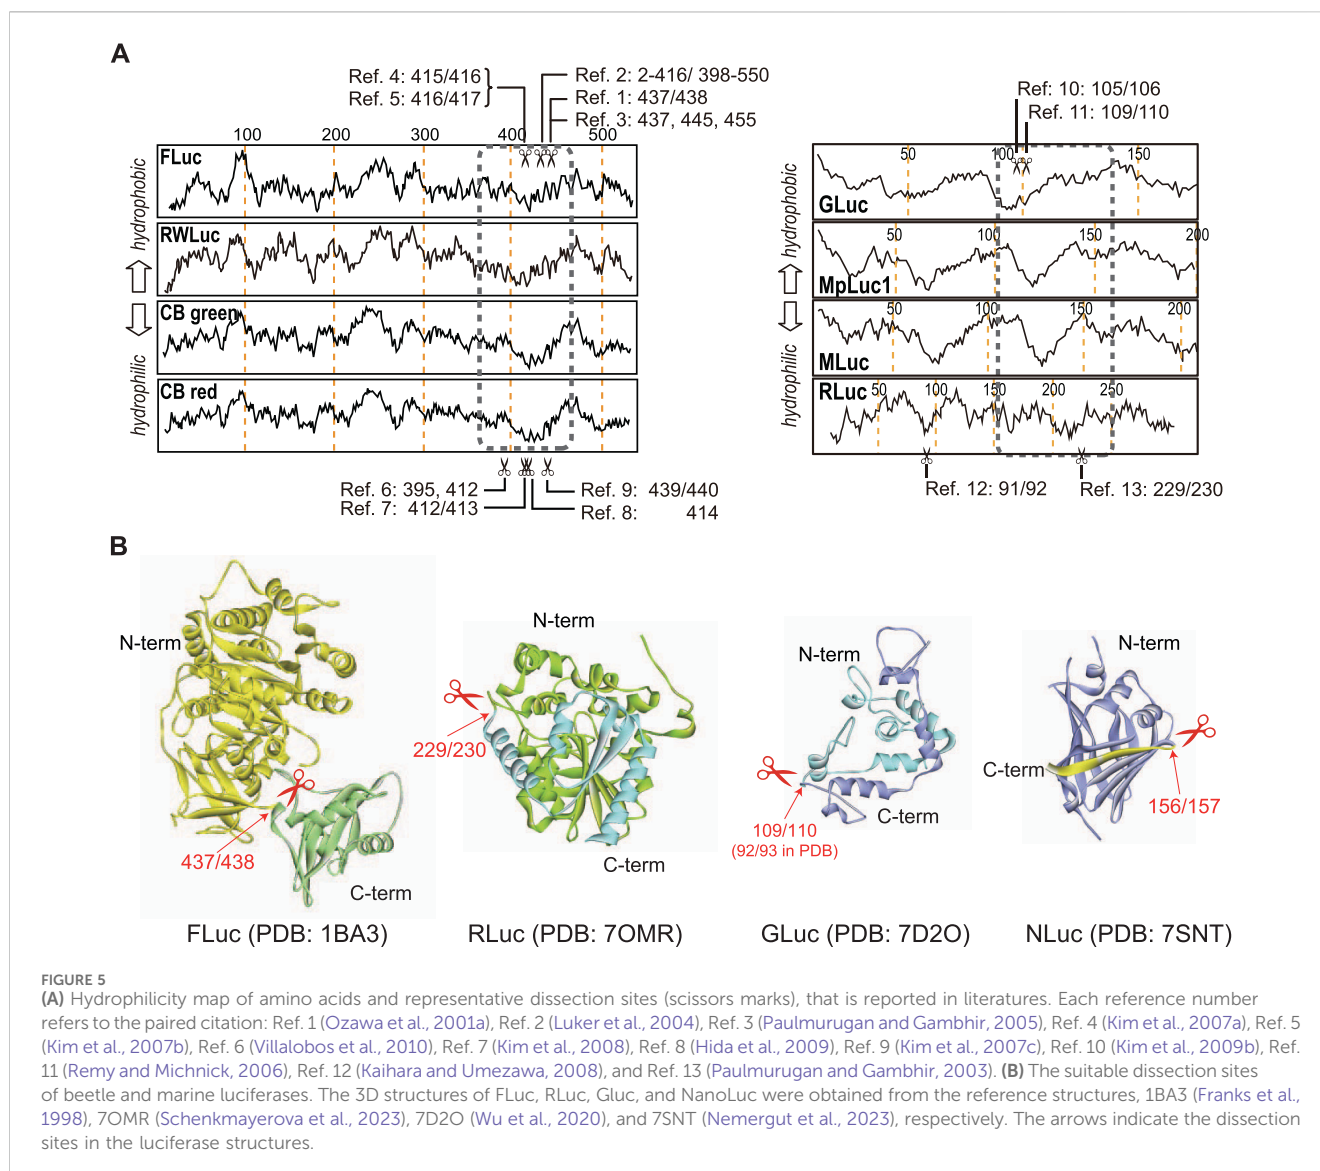 A
Ref. 4: 415/416
Ref. 5: 416/417
Ref. 2: 2-416/ 398-550
Ref. 1: 437/438
Ref. 3: 437, 445, 455
100 200 300 400 500
FLuc
RWLuc
CB green
CB red
hydrophobic
hydrophilic
Ref. 6: 395, 412
Ref. 7: 412/413
Ref. 9: 439/440
Ref. 8: 414
Ref: 10: 105/106
Ref. 11: 109/110
50 100 150
GLuc
50 100 150 200
MpLuc1
50 100 150 200
MLuc
RLuc 50 100 150 200 250
hydrophobic
hydrophilic
Ref. 12: 91/92
Ref. 13: 229/230
B
N-term
437/438
C-term
FLuc (PDB: 1BA3)
N-term
229/230
C-term
RLuc (PDB: 7OMR)
N-term
109/110
(92/93 in PDB)
C-term
GLuc (PDB: 7D2O)
N-term
C-term
156/157
NLuc (PDB: 7SNT)
FIGURE 5
(A) Hydrophilicity map of amino acids and representative dissection sites (scissors marks), that is reported in literatures. Each reference number
refers to the paired citation: Ref. 1 (Ozawa et al., 2001a), Ref. 2 (Luker et al., 2004), Ref. 3 (Paulmurugan and Gambhir, 2005), Ref. 4 (Kim et al., 2007a), Ref. 5
(Kim et al., 2007b), Ref. 6 (Villalobos et al., 2010), Ref. 7 (Kim et al., 2008), Ref. 8 (Hida et al., 2009), Ref. 9 (Kim et al., 2007c), Ref. 10 (Kim et al., 2009b), Ref.
11 (Remy and Michnick, 2006), Ref. 12 (Kaihara and Umezawa, 2008), and Ref. 13 (Paulmurugan and Gambhir, 2003). (B) The suitable dissection sites
of beetle and marine luciferases. The 3D structures of FLuc, RLuc, Gluc, and NanoLuc were obtained from the reference structures, 1BA3 (Franks et al.,
1998), 7OMR (Schenkmayerova et al., 2023), 7D2O (Wu et al., 2020), and 7SNT (Nemergut et al., 2023), respectively. The arrows indicate the dissection
sites in the luciferase structures.